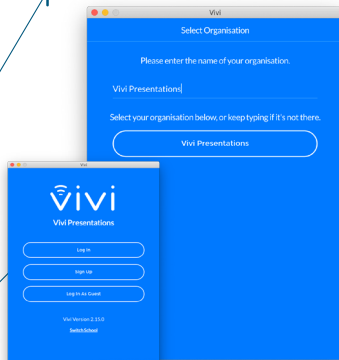 Vivi
Select Organisation
Please enter the name of your organisation.
Vivi Presentations
Select your organisation below, or keep typing if it's not there.
Vivi Presentations
Vivi
vivi
Vivi Presentations
Log In
Sign Up
Log In As Guest
Vivi Version 2.15.0
Switch School